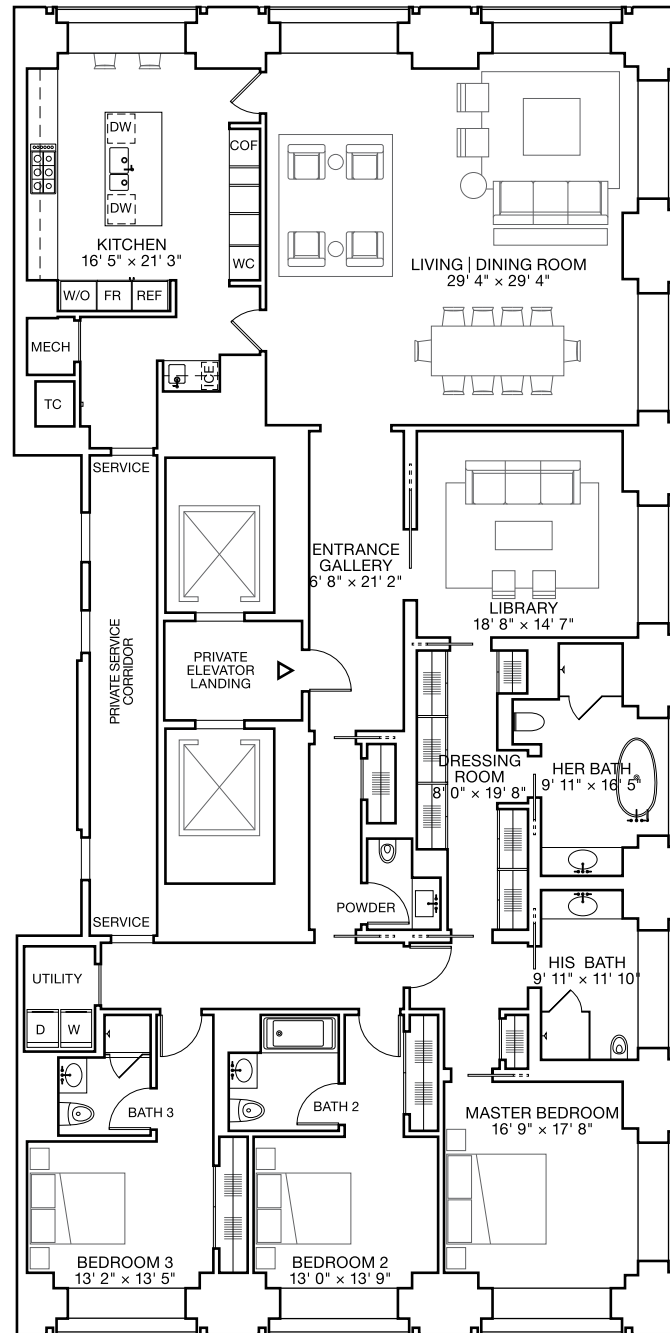 DW
COF
DW
KITCHEN
16' 5" × 21' 3"
WC
LIVING | DINING ROOM
29' 4" × 29' 4"
W/O
FR
REF
MECH
ICE
TC
SERVICE
ENTRANCE
GALLERY
6' 8" × 21' 2"
LIBRARY
18' 8" × 14' 7"
PRIVATE SERVICE
CORRIDOR
PRIVATE
ELEVATOR
LANDING
DRESSING
ROOM
8' 0" × 19' 8"
HER BATH
9' 11" × 16' 5"
POWDER
SERVICE
UTILITY
HIS BATH
9' 11" × 11' 10"
D
W
BATH 3
BATH 2
MASTER BEDROOM
16' 9" × 17' 8"
BEDROOM 3
13' 2" × 13' 5"
BEDROOM 2
13' 0" × 13' 9"